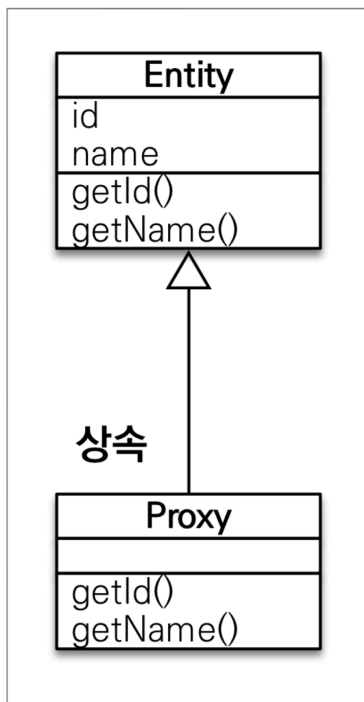 Entity
id
name
getId()
getName()
상속
Proxy
getId()
getName()